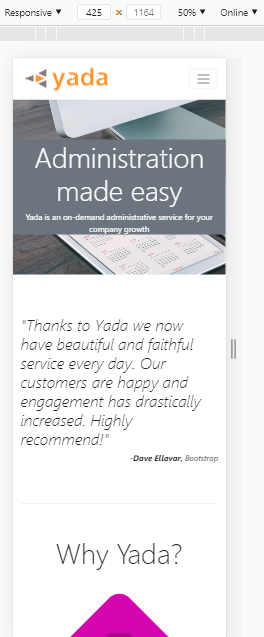 Responsive ▼ 425 × 1164 50% ▼ Online ▼
yada
Administration
made easy
Yada is an on-demand administrative service for your
company growth
"Thanks to Yada we now
have beautiful and faithful
service every day. Our
customers are happy and
engagement has drastically
increased. Highly
recommend!"
-Dave Ellavar, Bootstrap
Why Yada?